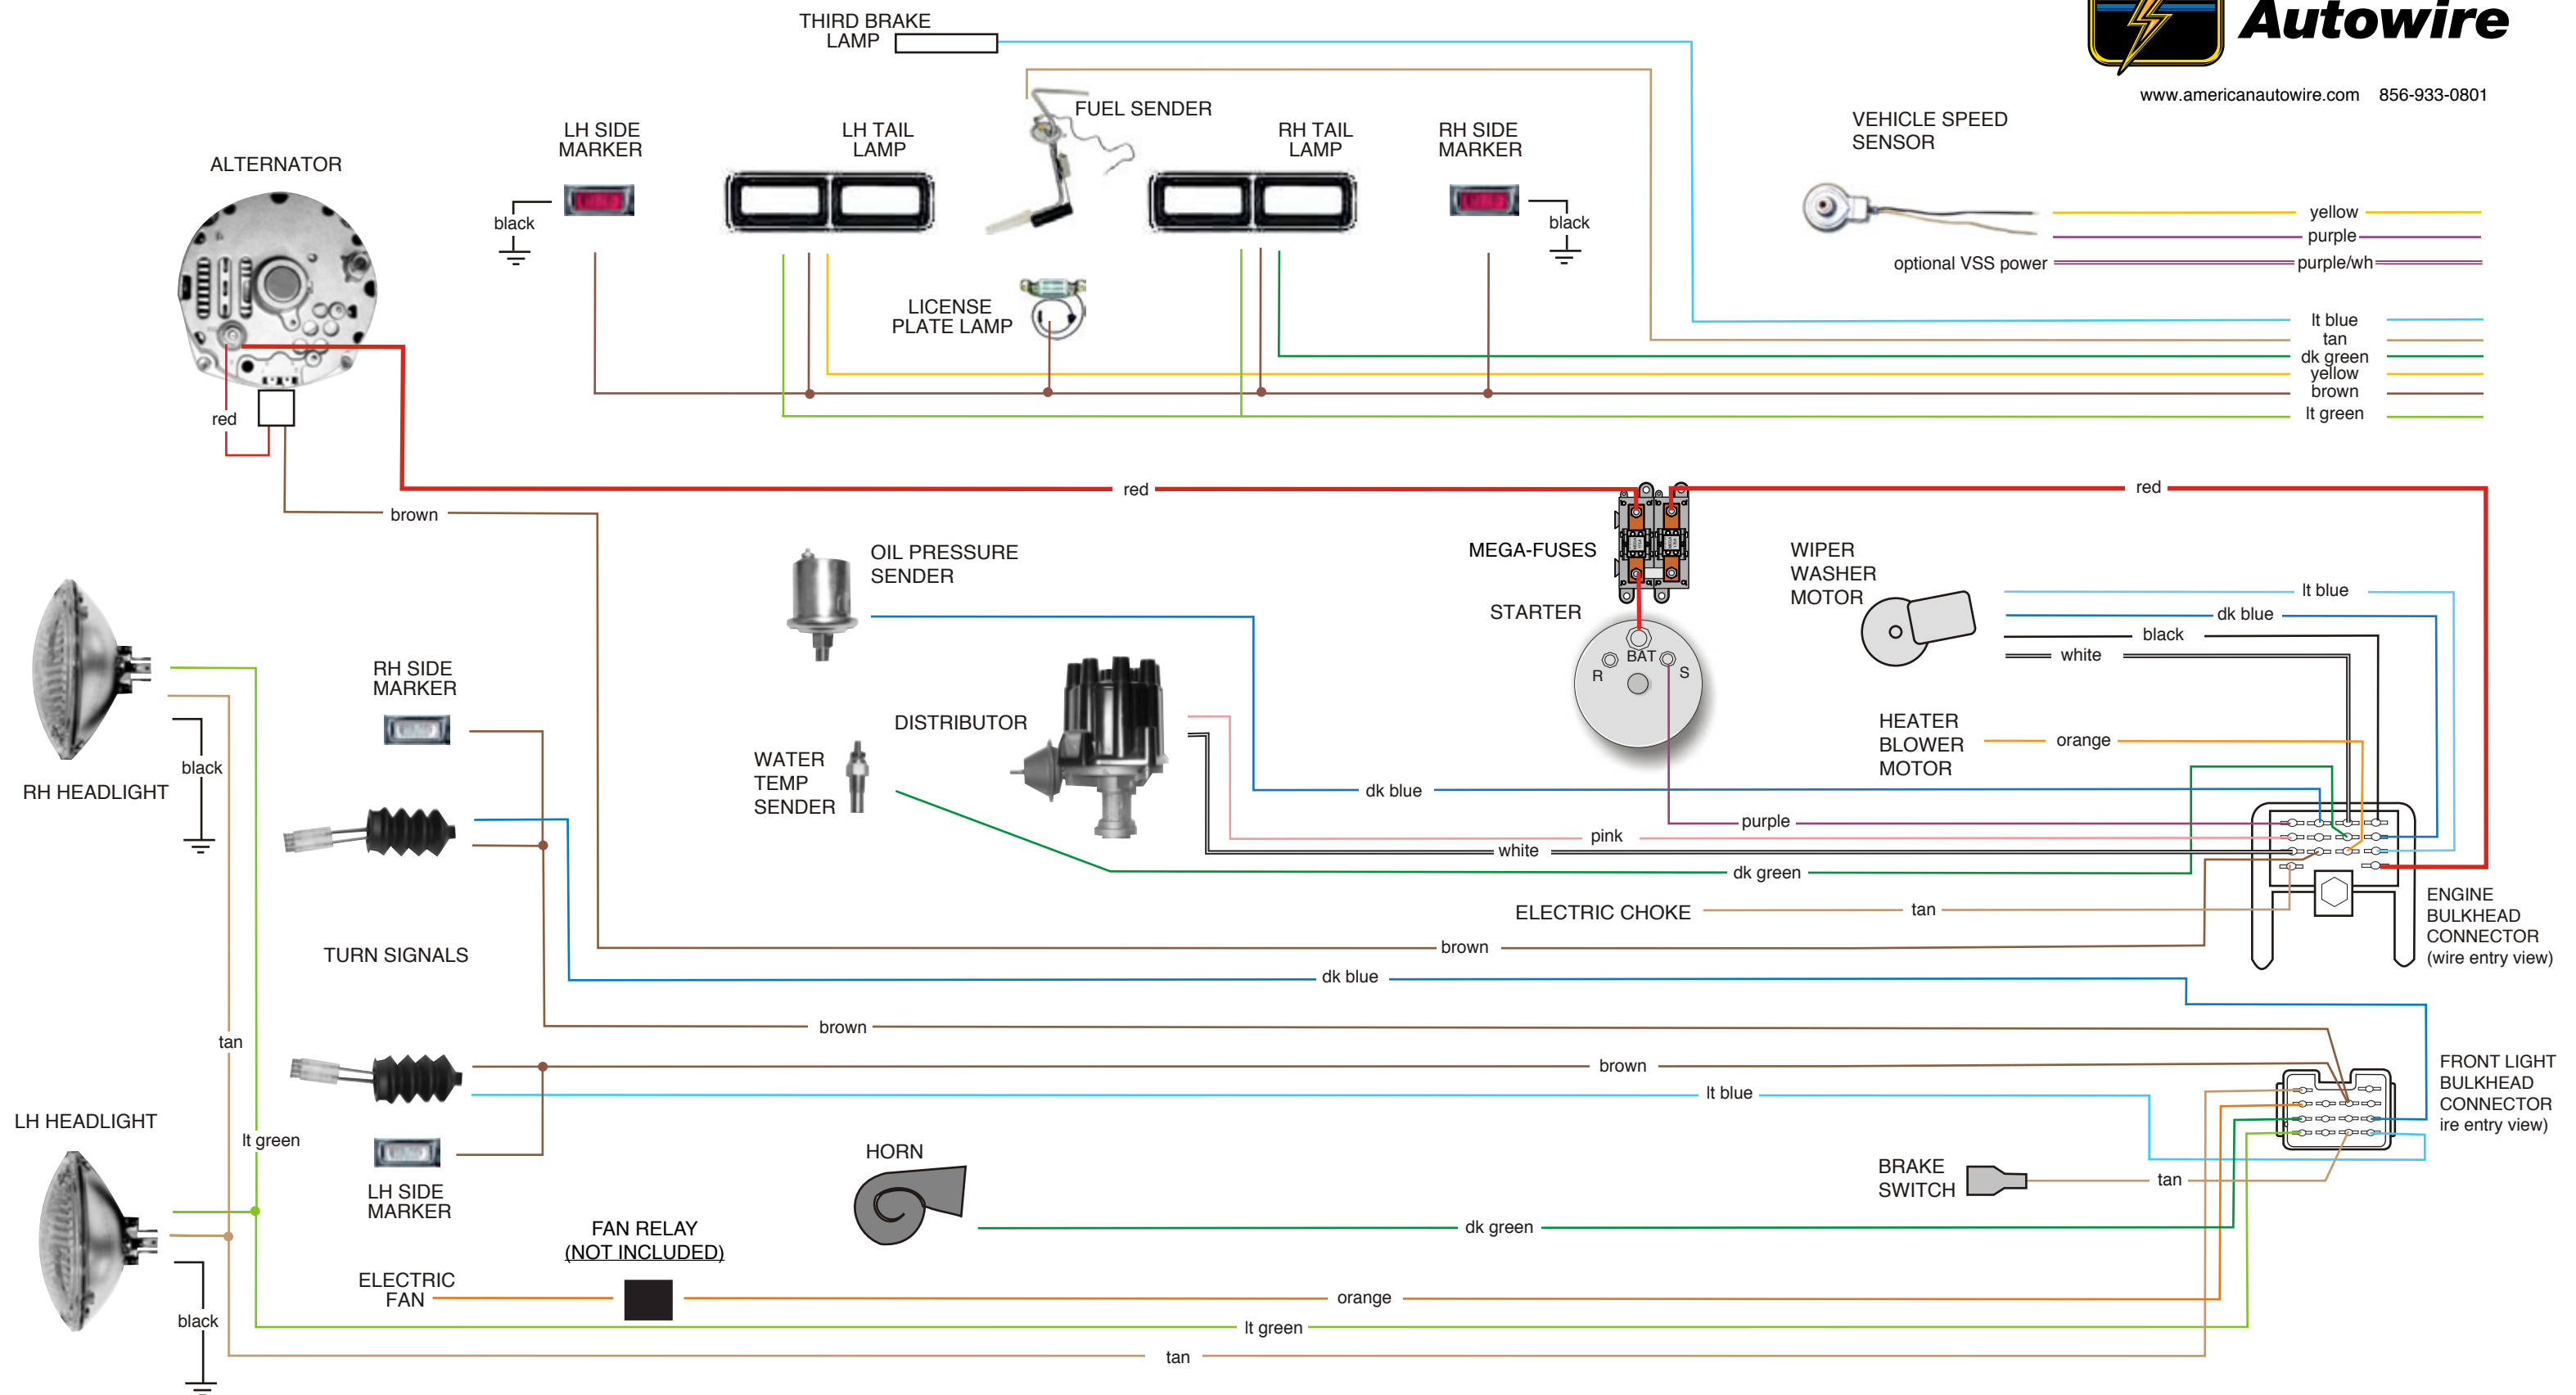 THIRD BRAKE
LAMP
Autowire
www.americanautowire.com 856-933-0801
FUEL SENDER
VEHICLE SPEED
SENSOR
LH SIDE
MARKER
LH TAIL
LAMP
RH TAIL
LAMP
RH SIDE
MARKER
ALTERNATOR
black
black
yellow
purple
optional VSS power
purple/wh
LICENSE
PLATE LAMP
lt blue
tan
dk green
yellow
brown
lt green
red
red
red
brown
OIL PRESSURE
SENDER
MEGA-FUSES
WIPER
WASHER
MOTOR
lt blue
dk blue
black
white
STARTER
BAT
R
S
RH SIDE
MARKER
DISTRIBUTOR
HEATER
BLOWER
MOTOR
orange
WATER
TEMP
SENDER
black
RH HEADLIGHT
dk blue
purple
pink
white
dk green
ELECTRIC CHOKE
tan
ENGINE
BULKHEAD
CONNECTOR
(wire entry view)
TURN SIGNALS
brown
dk blue
brown
tan
brown
FRONT LIGHT
BULKHEAD
CONNECTOR
ire entry view)
lt blue
LH HEADLIGHT
lt green
HORN
BRAKE
SWITCH
tan
LH SIDE
MARKER
dk green
FAN RELAY
(NOT INCLUDED)
ELECTRIC
FAN
orange
black
lt green
tan